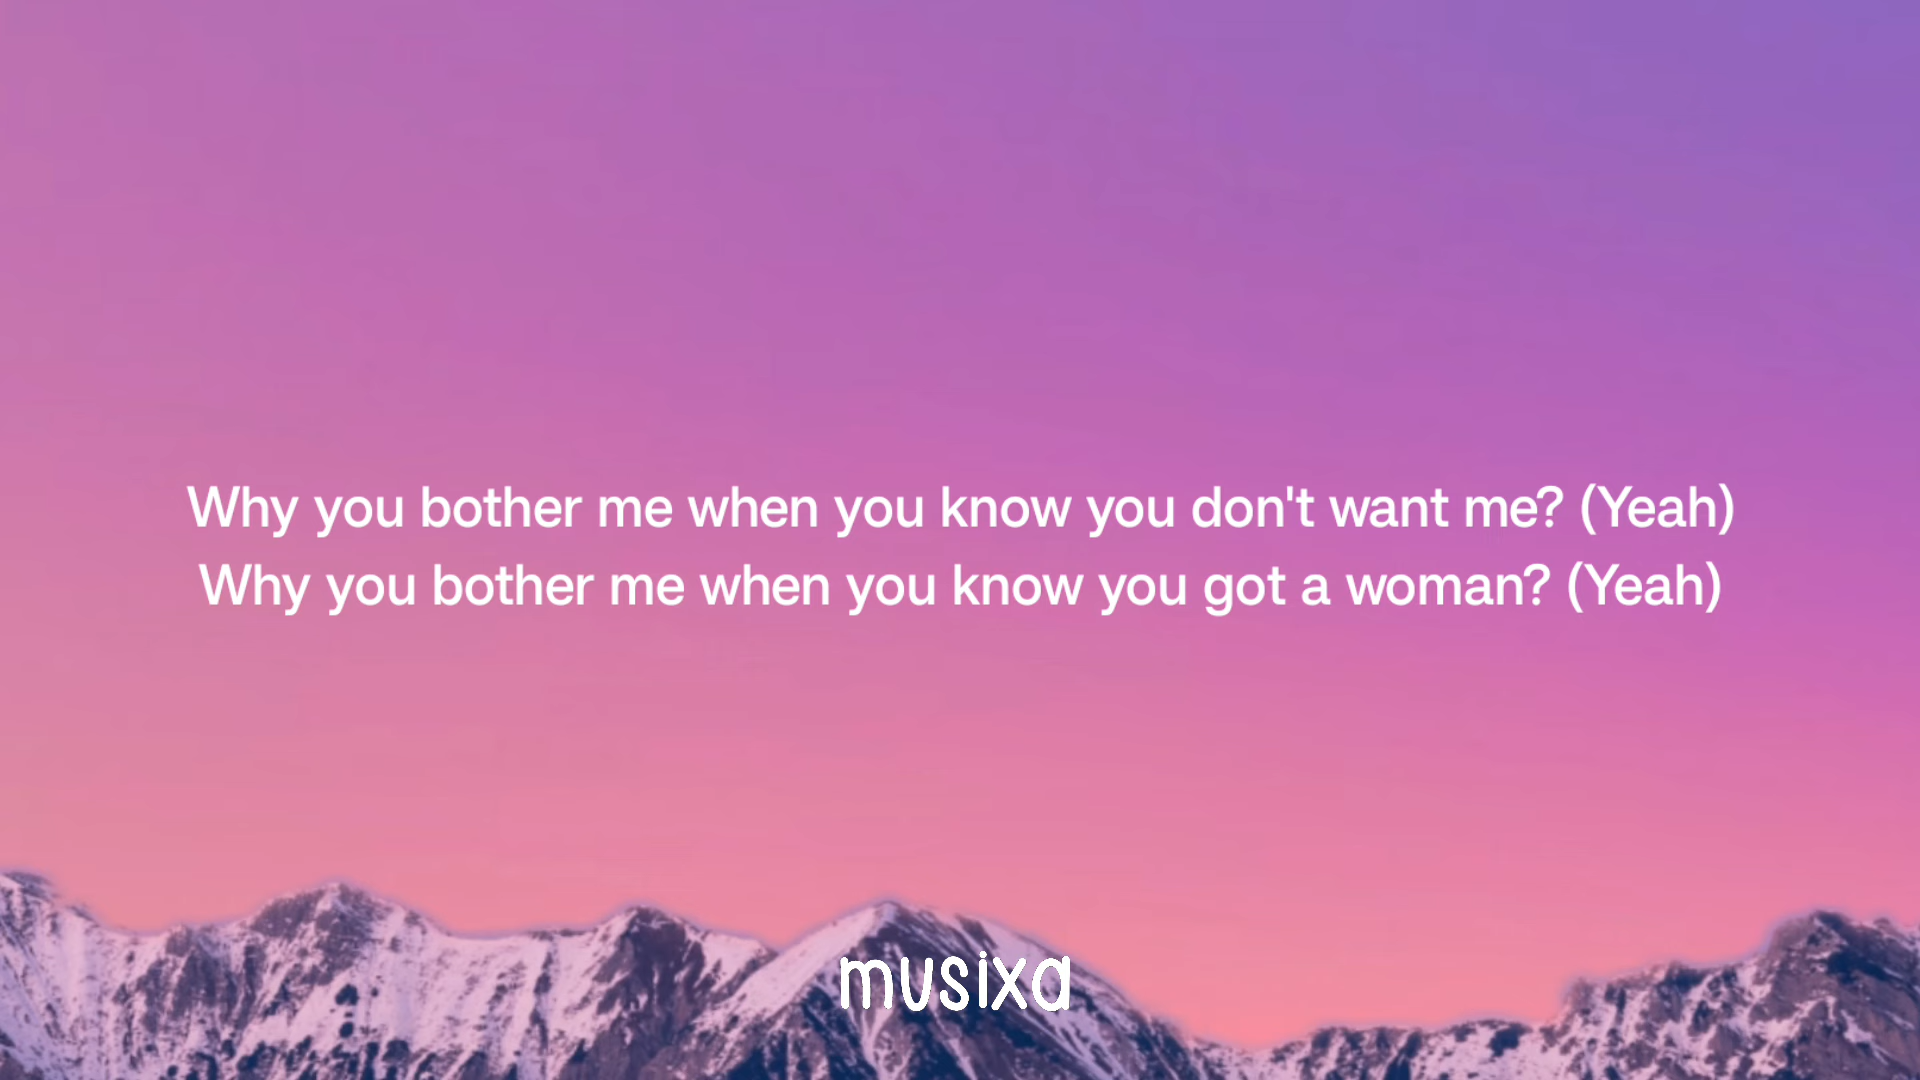 Why you bother me when you know you don't want me? (Yeah)
Why you bother me when you know you got a woman? (Yeah)
musixa